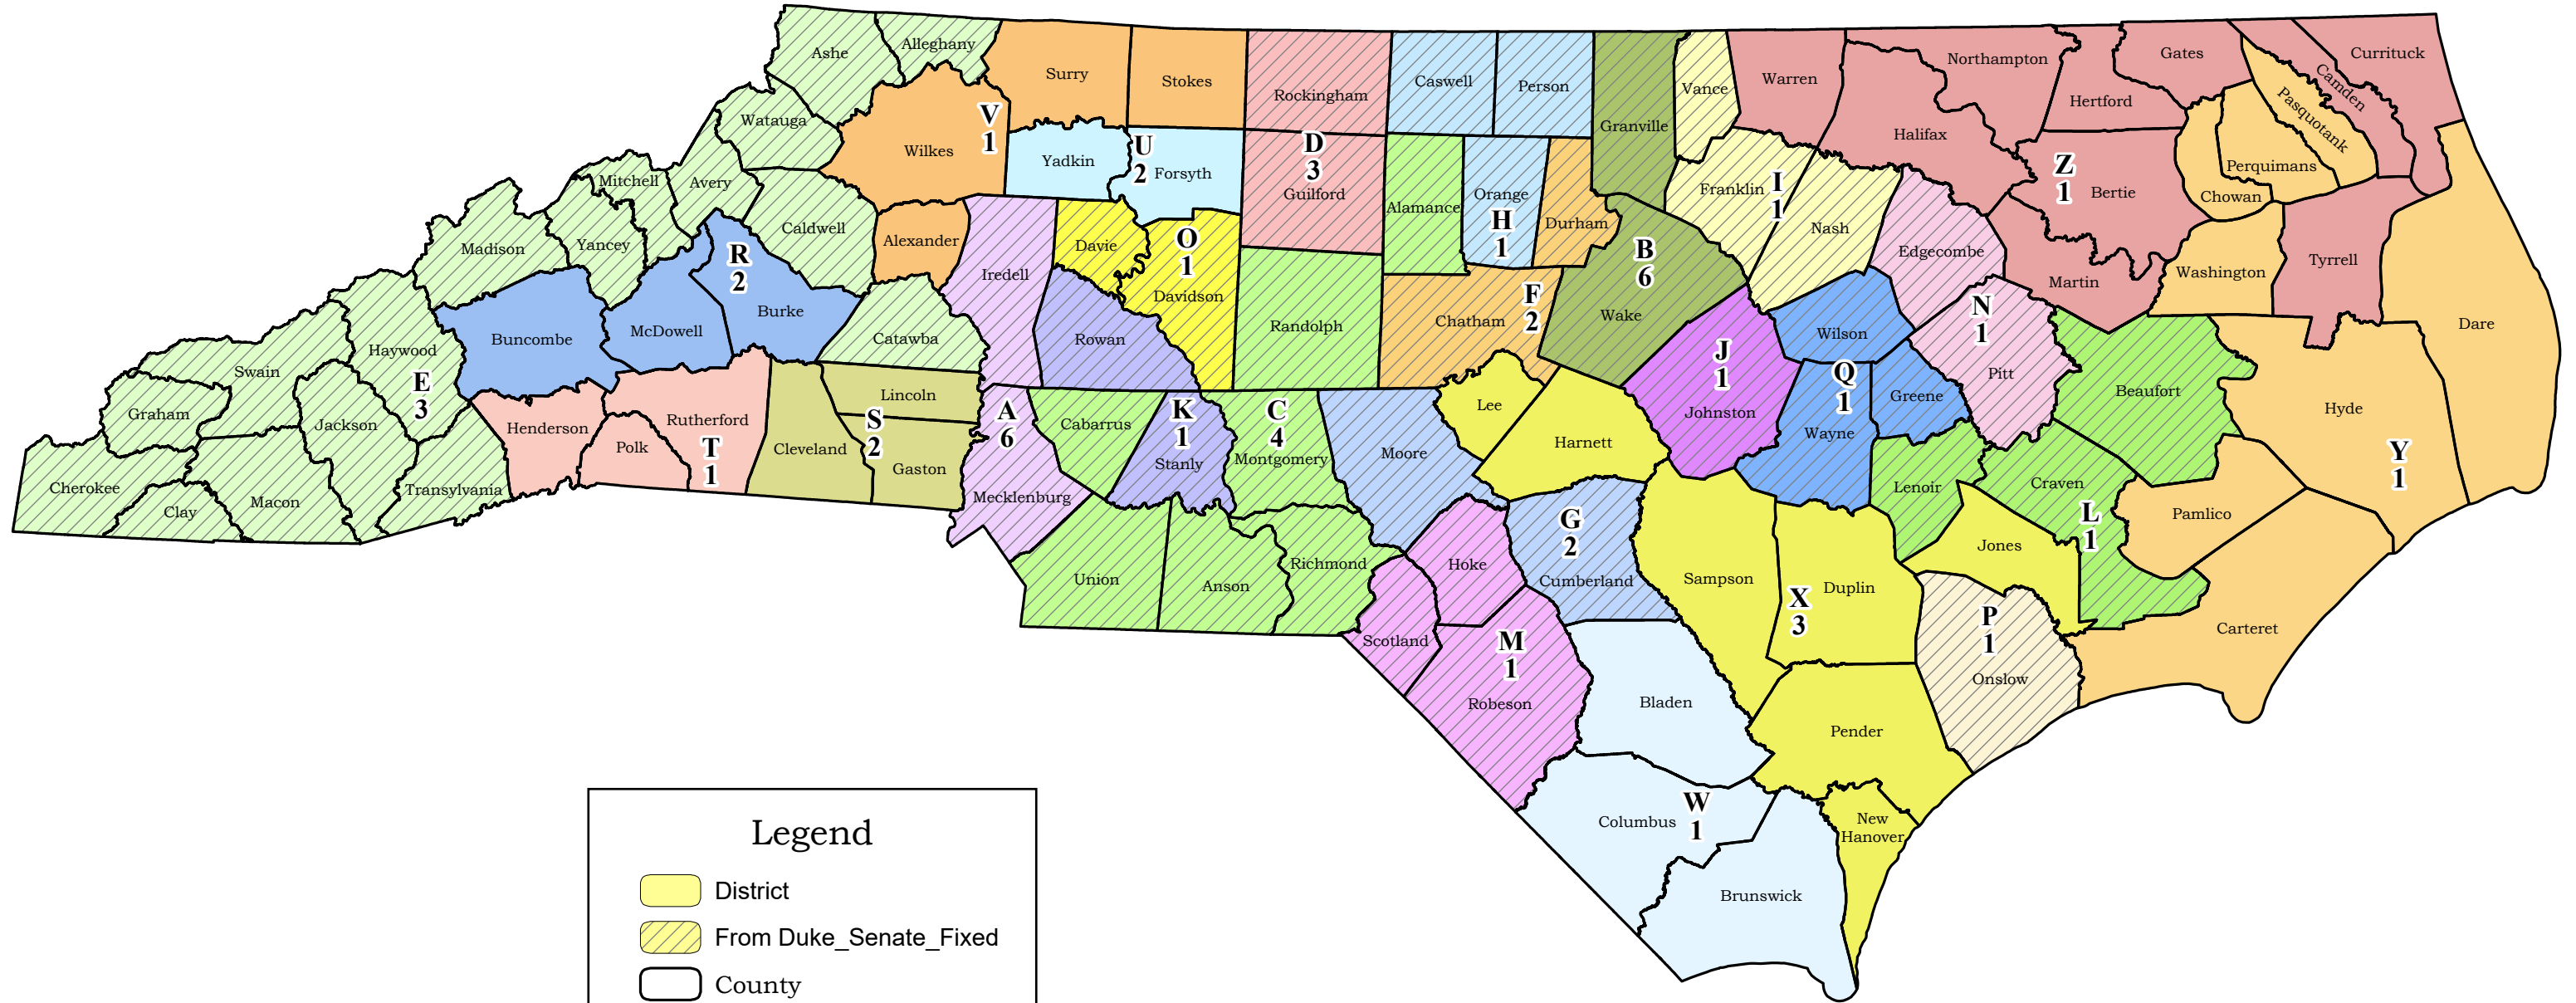 Ashe
Alleghany
Surry
Stokes
Rockingham
Caswell
Person
Granville
Vance
Warren
Northampton
Gates
Currituck
Camden
Pasquotank
Hertford
Halifax
Perquimans
Chowan
Bertie
Z
1
Watauga
Wilkes
V
1
Yadkin
U
2
Forsyth
D
3
Guilford
Alamance
Orange
H
1
Durham
Franklin
I
1
Nash
Edgecombe
Martin
Washington
Tyrrell
Dare
Mitchell
Avery
Caldwell
Alexander
Iredell
Davie
O
1
Davidson
Randolph
Chatham
F
2
B
6
Wake
Wilson
N
1
Pitt
Beaufort
Hyde
Y
1
Madison
Yancey
R
2
Burke
McDowell
Buncombe
Catawba
Rowan
J
1
Johnston
Q
1
Wayne
Greene
Haywood
E
3
Swain
Graham
Jackson
Henderson
Polk
Rutherford
T
1
Cleveland
Lincoln
S
2
Gaston
A
6
Mecklenburg
Cabarrus
K
1
Stanly
C
4
Montgomery
Moore
Lee
Harnett
Lenoir
Craven
L
1
Pamlico
Cherokee
Clay
Macon
Transylvania
Union
Anson
Richmond
Hoke
G
2
Cumberland
Sampson
X
3
Duplin
Jones
P
1
Onslow
Carteret
Scotland
M
1
Robeson
Bladen
Pender
Columbus
W
1
New
Hanover
Brunswick
Legend
District
From Duke_Senate_Fixed
County